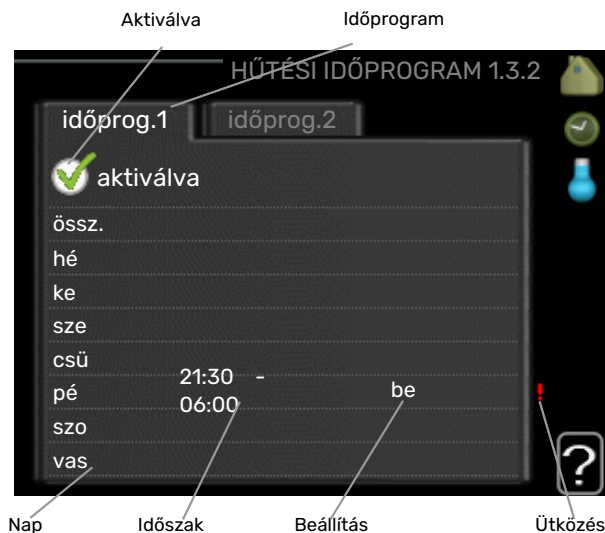 Aktiválva Időprogram
HŰTÉSI IDŐPROGRAM 1.3.2
időprog.1 időprog.2
aktiválva
össz.
hé
ke
sze
csü
pé 21:30 - be !
06:00
szo
vas
?
Nap Időszak Beállítás Ütközés